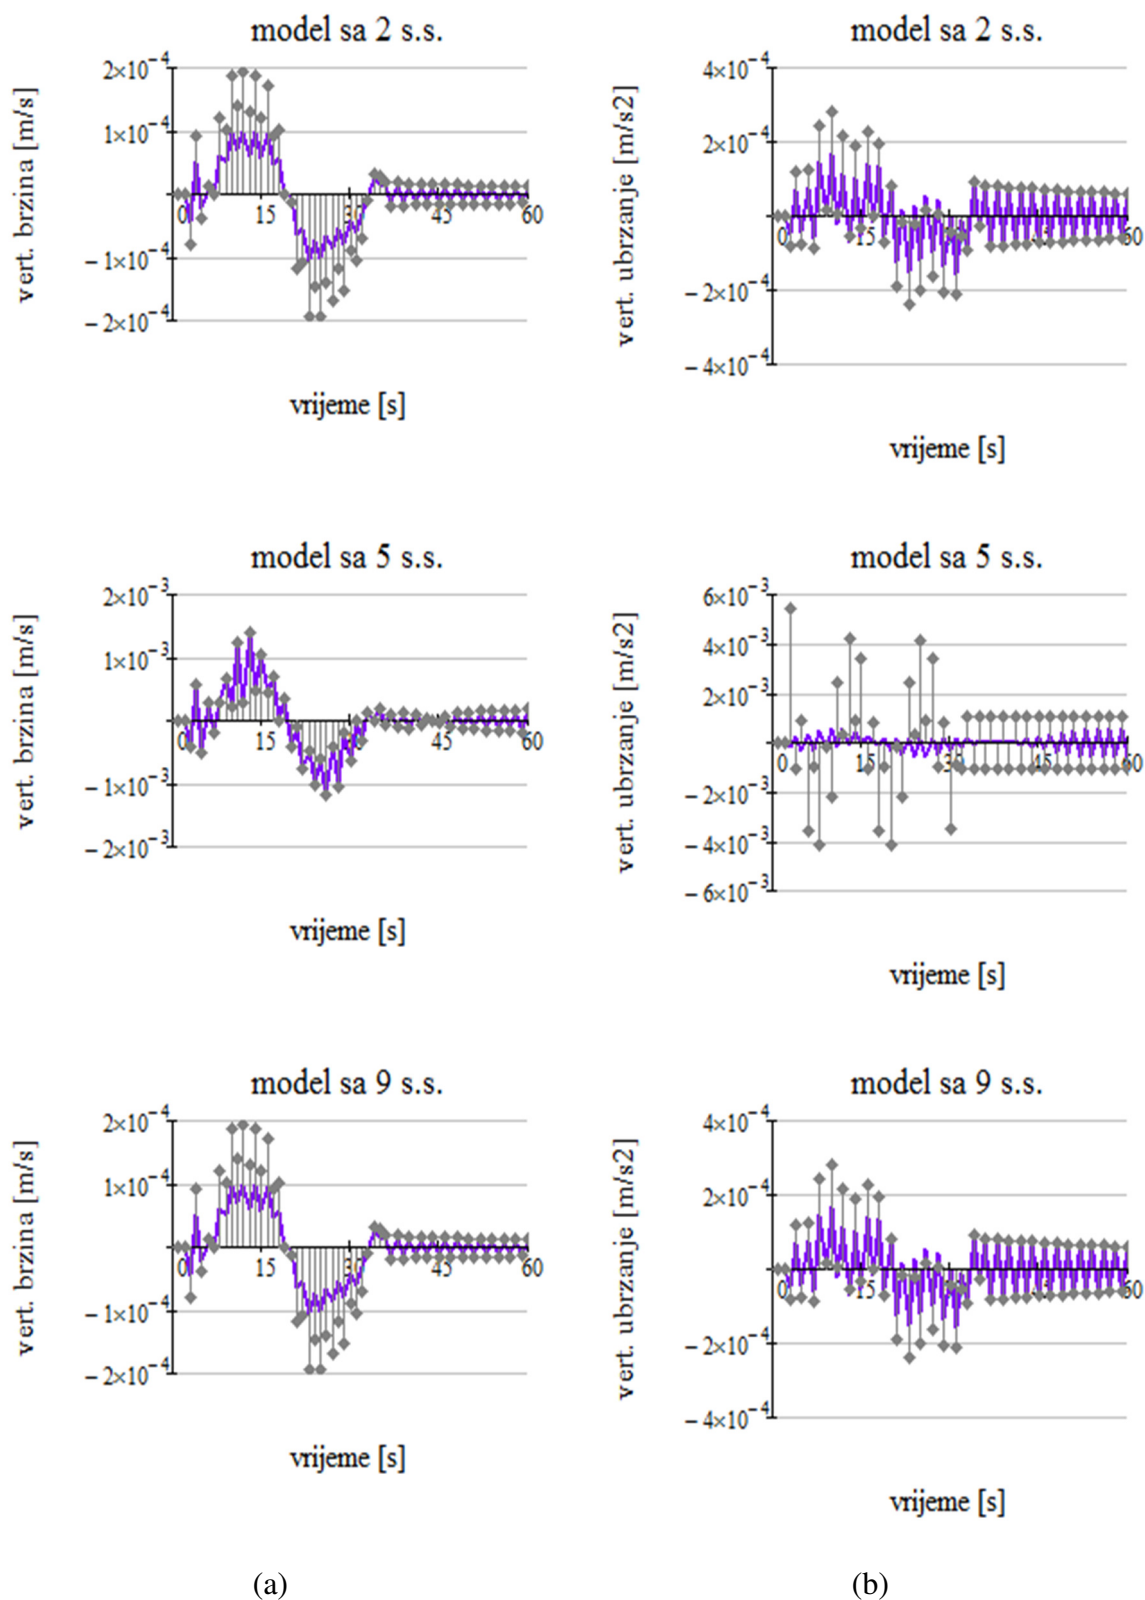 model sa 2 s.s.
vert. brzina [m/s]
2×10⁻⁴
1×10⁻⁴
0 15 30 45 60
−1×10⁻⁴
−2×10⁻⁴
vrijeme [s]
model sa 2 s.s.
vert. ubrzanje [m/s2]
4×10⁻⁴
2×10⁻⁴
0 15 30 45 60
−2×10⁻⁴
−4×10⁻⁴
vrijeme [s]
model sa 5 s.s.
vert. brzina [m/s]
2×10⁻³
1×10⁻³
0 15 30 45 60
−1×10⁻³
−2×10⁻³
vrijeme [s]
model sa 5 s.s.
vert. ubrzanje [m/s2]
6×10⁻³
4×10⁻³
2×10⁻³
0 15 30 45 60
−2×10⁻³
−4×10⁻³
−6×10⁻³
vrijeme [s]
model sa 9 s.s.
vert. brzina [m/s]
2×10⁻⁴
1×10⁻⁴
0 15 30 45 60
−1×10⁻⁴
−2×10⁻⁴
vrijeme [s]
model sa 9 s.s.
vert. ubrzanje [m/s2]
4×10⁻⁴
2×10⁻⁴
0 15 30 45 60
−2×10⁻⁴
−4×10⁻⁴
vrijeme [s]
(a)
(b)